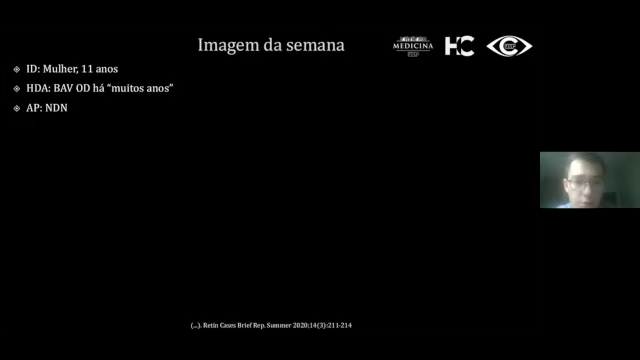 Imagem da semana
MEDICINA
HC
ID: Mulher, 11 anos
HDA: BAV OD há “muitos anos”
AP: NDN
(...). Retin Cases Brief Rep. Summer 2020;14(3):211-214